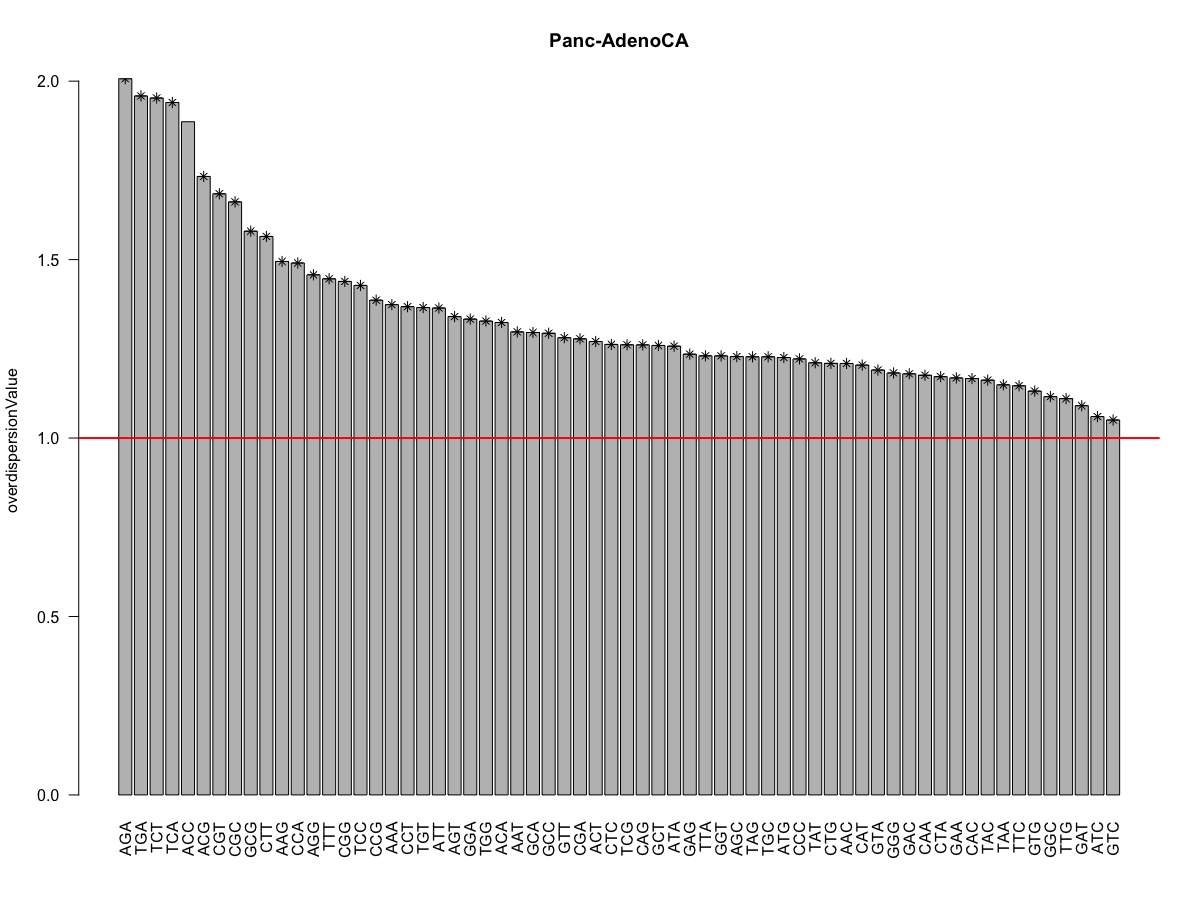 Panc-AdenoCA
overdispersionValue
2.0
1.5
1.0
0.5
0.0
AGA TGA TCT TCA ACC ACG CGT CGC GCG CTT AAG CCA AGG TTT CGG TCC CCG AAA CCT TGT ATT AGT GGA TGG ACA AAT GCA GCC GTT CGA ACT CTC TCG CAG GCT ATA GAG TTA GGT AGC TAG TGC ATG CCC TAT CTG AAC CAT GTA GGG GAC CAA CTA GAA CAC TAC TAA TTC GTG GGC TTG GAT ATC GTC